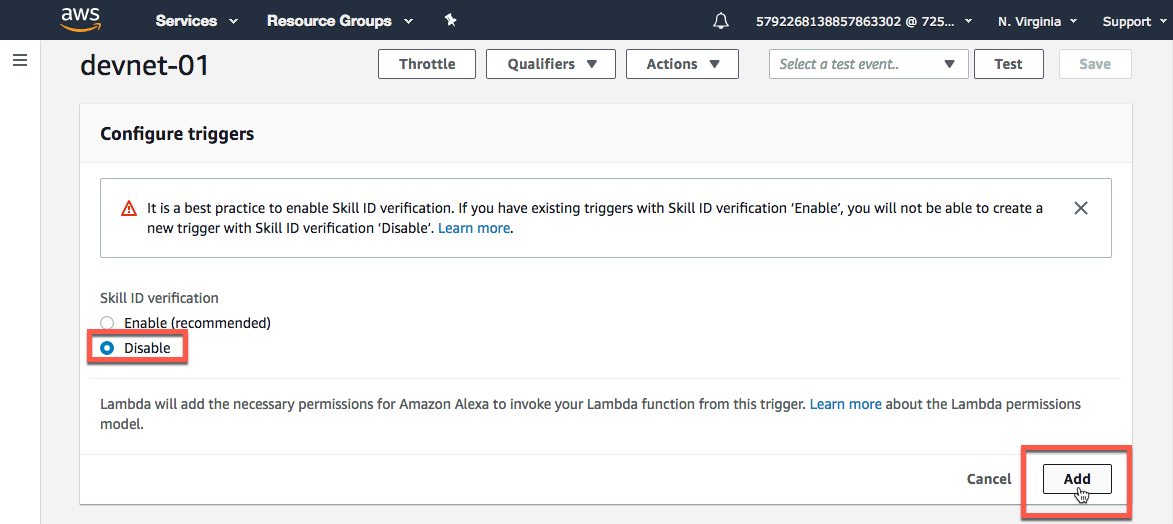 aws Services Resource Groups 5792268138857863302 @ 725... N. Virginia Support
devnet-01 Throttle Qualifiers Actions Select a test event.. Test Save
Configure triggers
It is a best practice to enable Skill ID verification. If you have existing triggers with Skill ID verification ‘Enable’, you will not be able to create a
new trigger with Skill ID verification ‘Disable’. Learn more.
Skill ID verification
Enable (recommended)
Disable
Lambda will add the necessary permissions for Amazon Alexa to invoke your Lambda function from this trigger. Learn more about the Lambda permissions
model.
Cancel Add